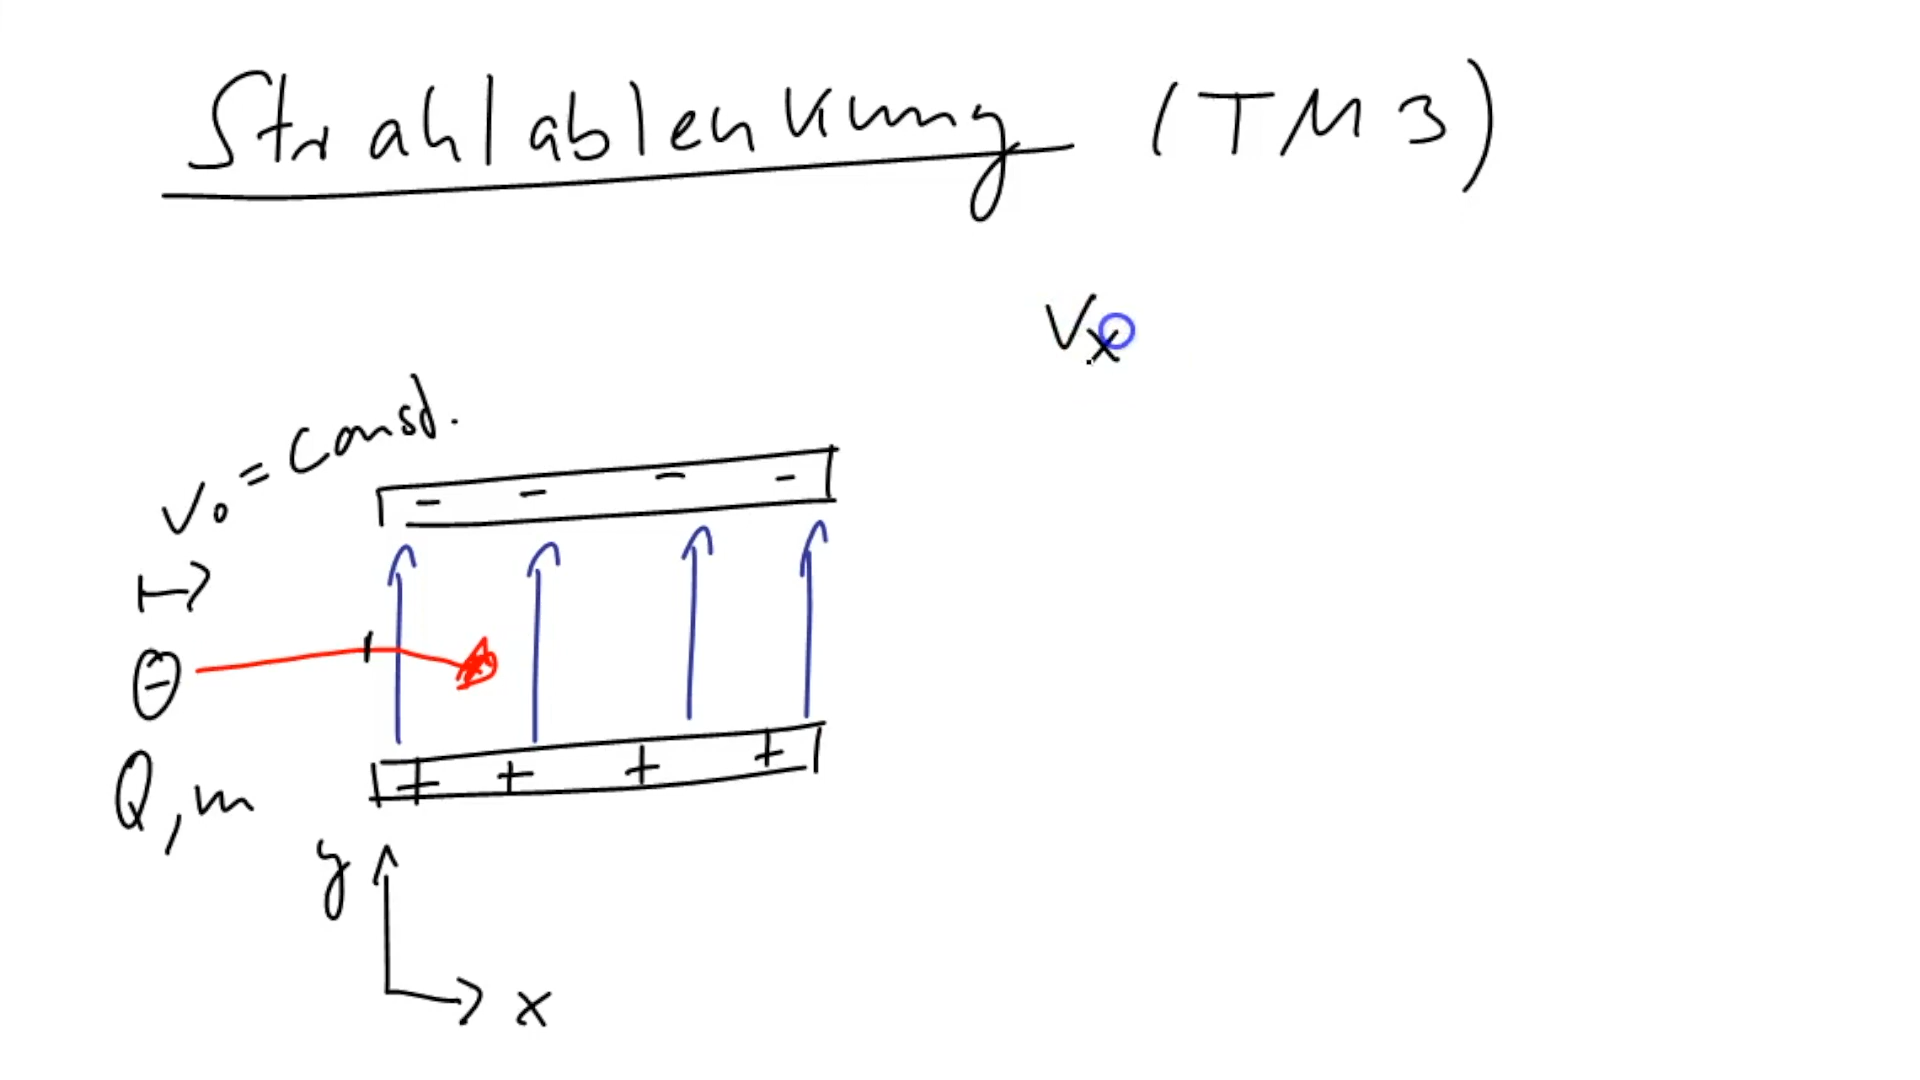 Strahlablenkung (TM3)
Vx
V0 = const.
- - - -
⊖
+ + + +
Q, m
y
x